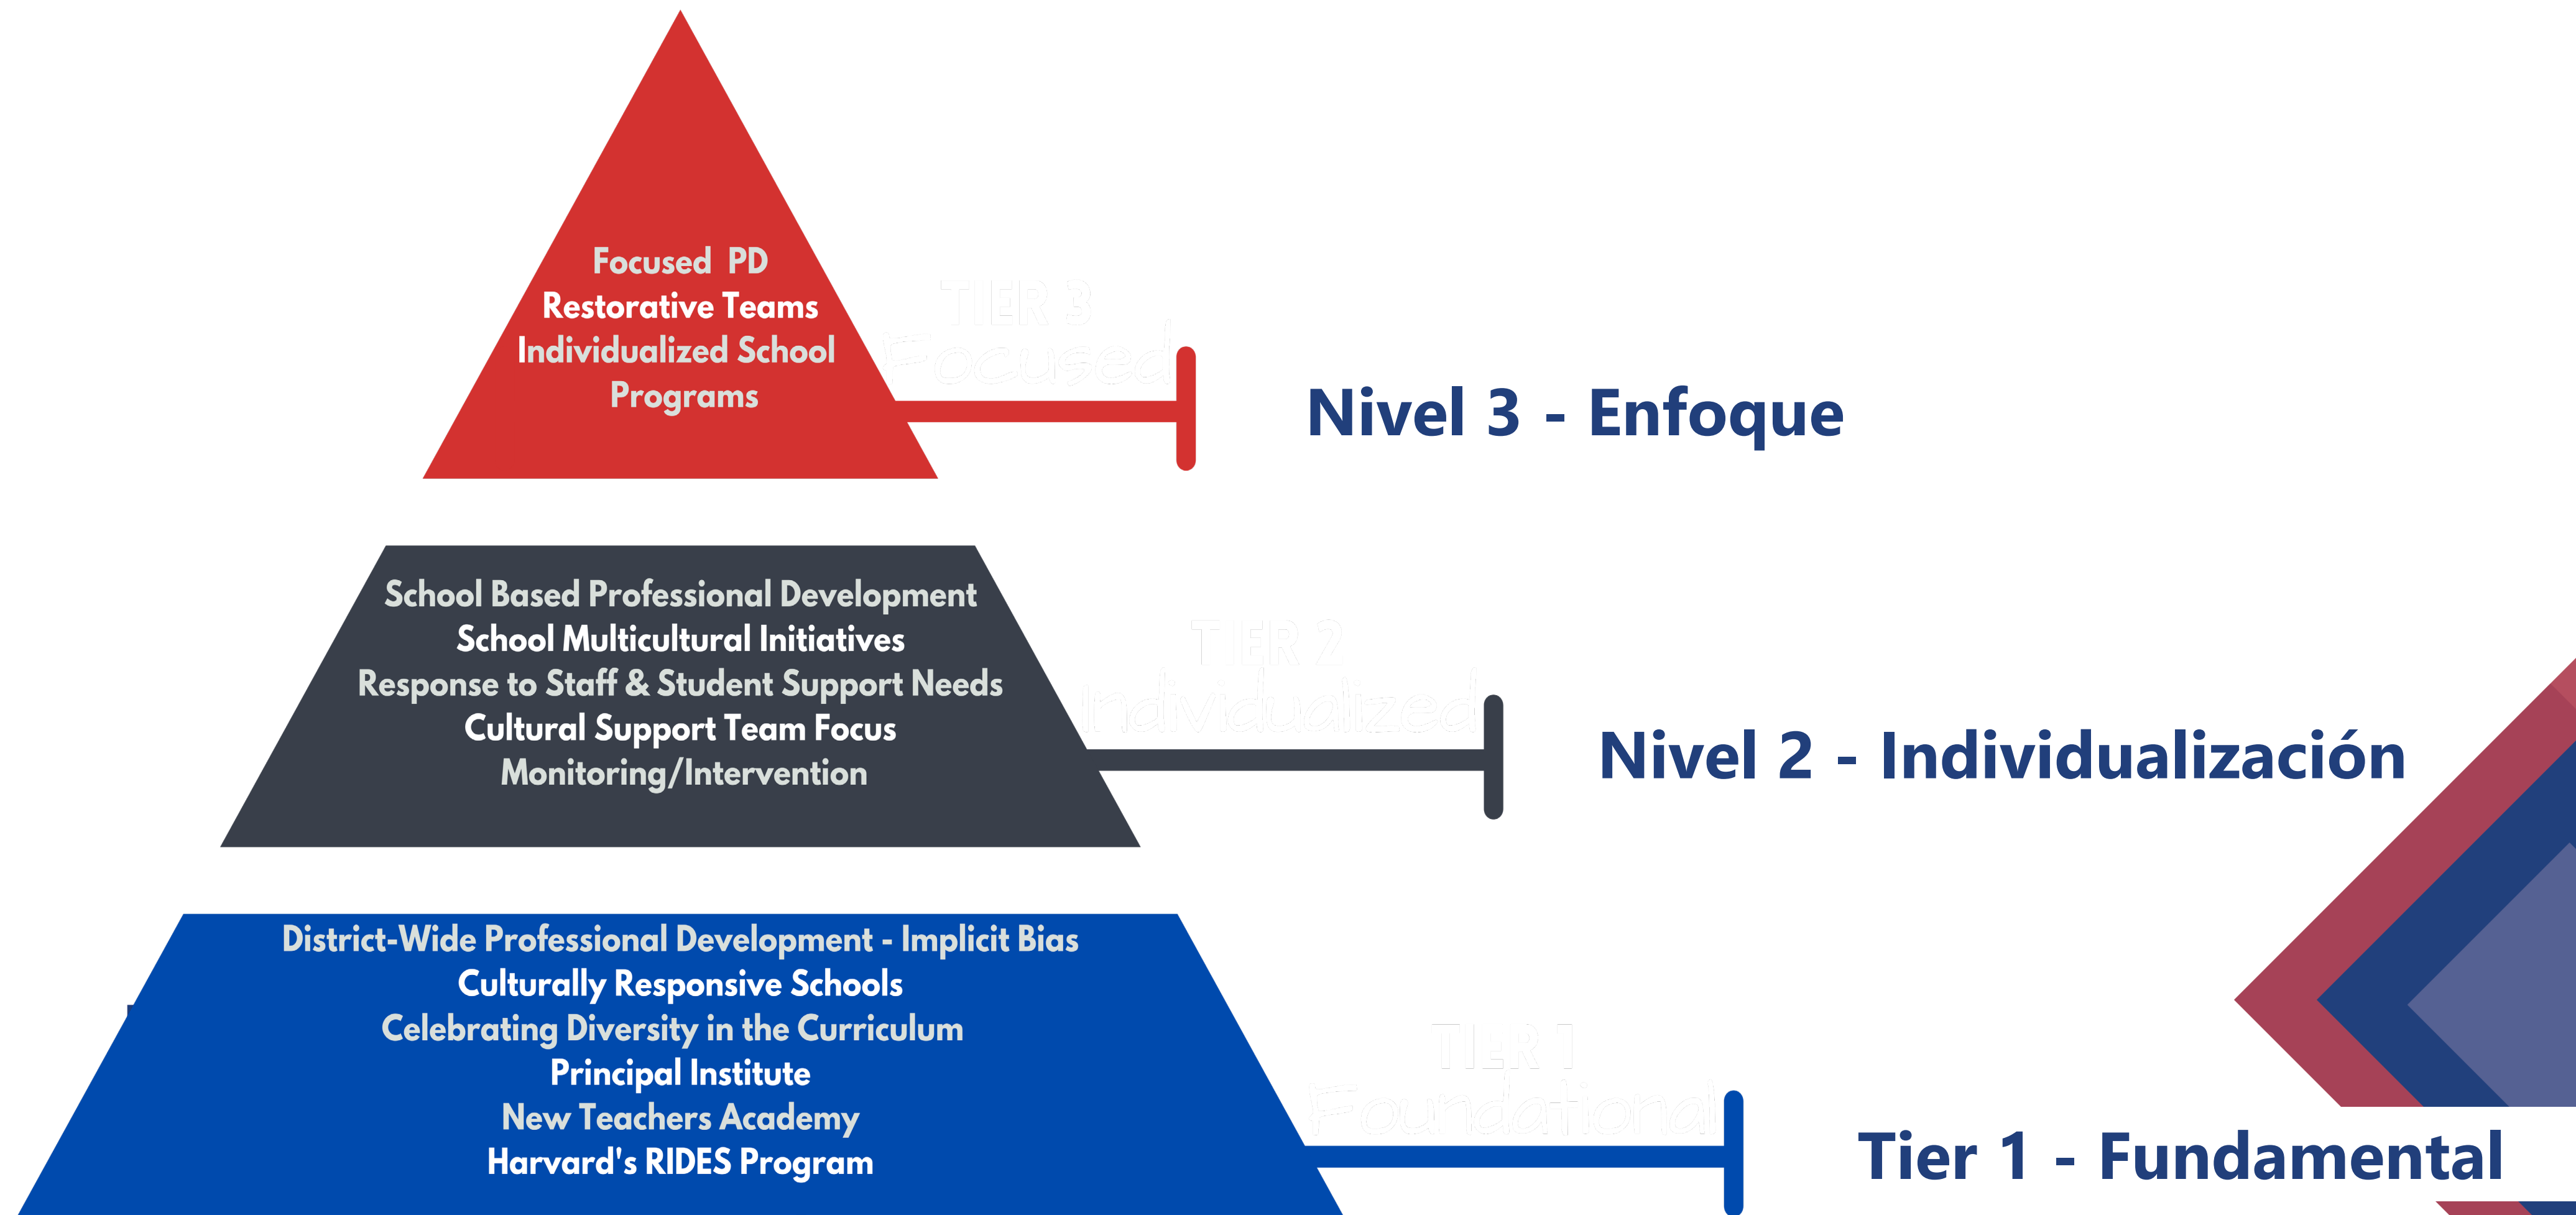 Focused PD
Restorative Teams
Individualized School
Programs
TIER 3
Focused
Nivel 3 - Enfoque
School Based Professional Development
School Multicultural Initiatives
Response to Staff & Student Support Needs
Cultural Support Team Focus
Monitoring/Intervention
TIER 2
Individualized
Nivel 2 - Individualización
District-Wide Professional Development - Implicit Bias
Culturally Responsive Schools
Celebrating Diversity in the Curriculum
Principal Institute
New Teachers Academy
Harvard's RIDES Program
TIER 1
Foundational
Tier 1 - Fundamental